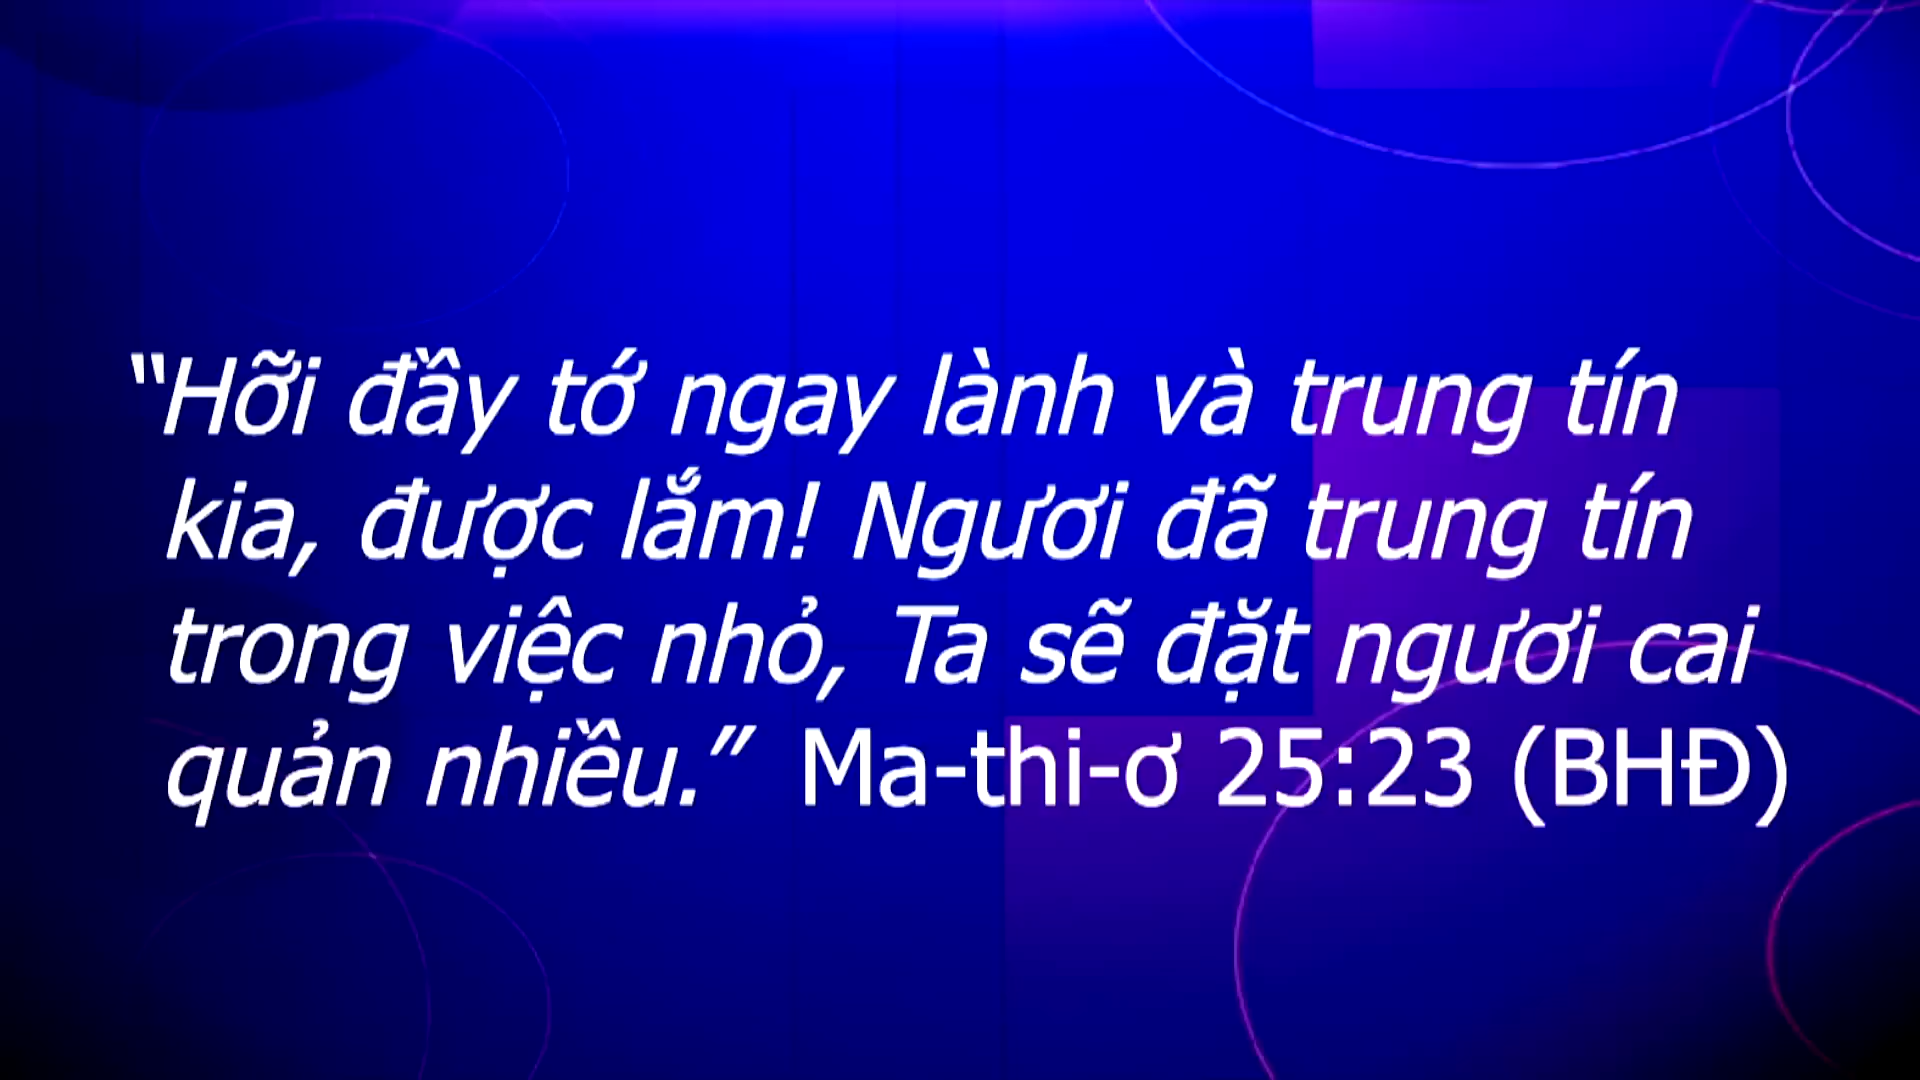 “Hỡi đầy tớ ngay lành và trung tín
kia, được lắm! Ngươi đã trung tín
trong việc nhỏ, Ta sẽ đặt ngươi cai
quản nhiều.” Ma-thi-ơ 25:23 (BHĐ)